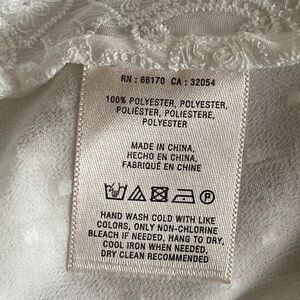 RN : 66170 CA : 32054
100% POLYESTER, POLYESTER,
POLIÉSTER, POLIESTERE,
POLYESTER
MADE IN CHINA,
HECHO EN CHINA,
FABRIQUÉ EN CHINE
HAND WASH COLD WITH LIKE
COLORS, ONLY NON-CHLORINE
BLEACH IF NEEDED, HANG TO DRY,
COOL IRON WHEN NEEDED,
DRY CLEAN RECOMMENDED